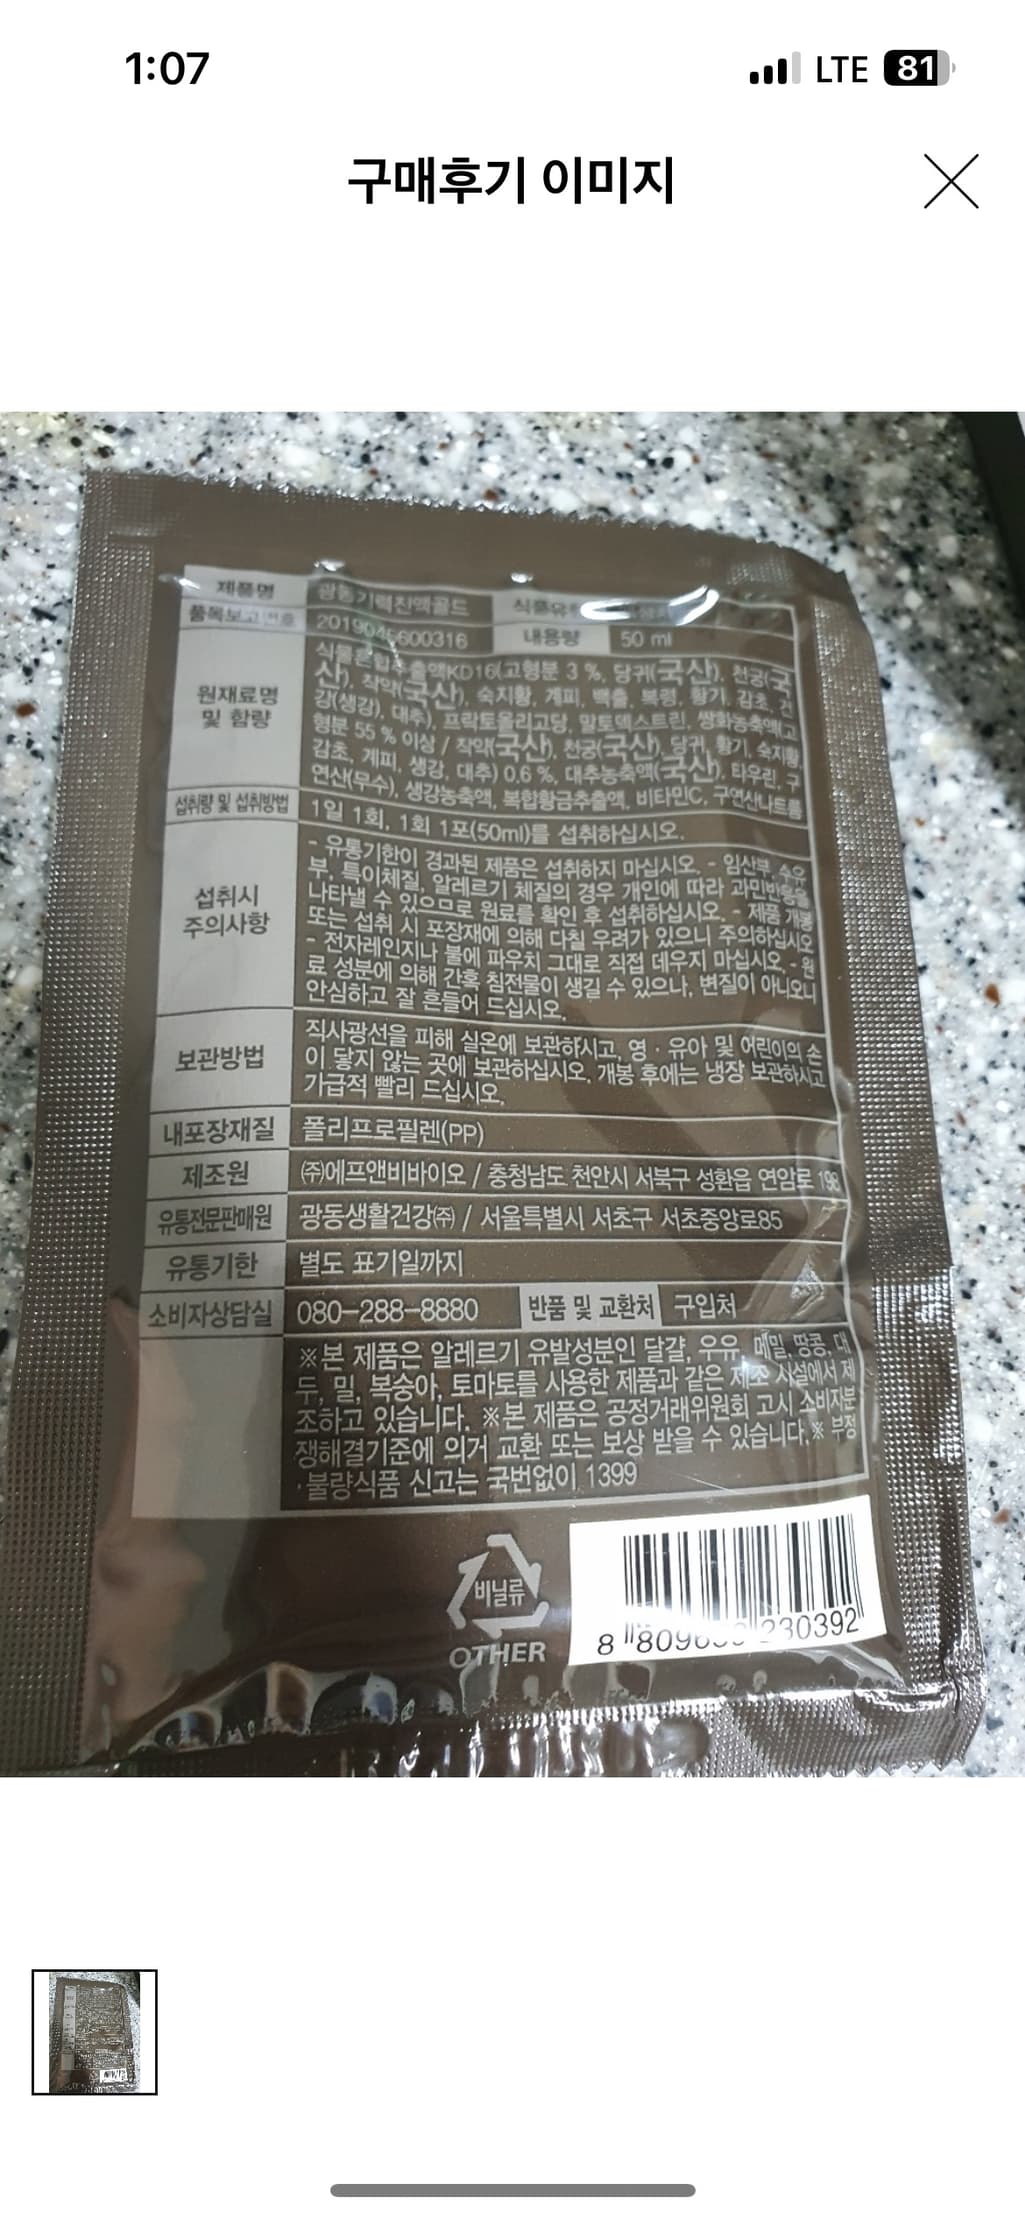 1:07
LTE 81
구매후기 이미지
제품명 광동기력진액골드
품목보고번호 2019045600316 내용량 50 ml
원재료명 및 함량
식물혼합추출액KD16(고형분 3 %, 당귀(국산), 천궁(국
산), 작약(국산), 숙지황, 계피, 백출, 복령, 황기, 감초, 건
강(생강), 대추), 프락토올리고당, 말토덱스트린, 쌍화농축액(고
형분 55 % 이상 / 작약(국산), 천궁(국산), 당귀, 황기, 숙지황,
감초, 계피, 생강, 대추) 0.6 %, 대추농축액(국산), 타우린, 구
연산(무수), 생강농축액, 복합황금추출액, 비타민C, 구연산나트륨
섭취량 및 섭취방법 1일 1회, 1회 1포(50ml)를 섭취하십시오.
섭취시 주의사항
- 유통기한이 경과된 제품은 섭취하지 마십시오. - 임산부, 수유
부, 특이체질, 알레르기 체질의 경우 개인에 따라 과민반응을
나타낼 수 있으므로 원료를 확인 후 섭취하십시오. - 제품 개봉
또는 섭취 시 포장재에 의해 다칠 우려가 있으니 주의하십시오
- 전자레인지나 불에 파우치 그대로 직접 데우지 마십시오. - 원
료 성분에 의해 간혹 침전물이 생길 수 있으나, 변질이 아니오니
안심하고 잘 흔들어 드십시오.
보관방법
직사광선을 피해 실온에 보관하시고, 영 · 유아 및 어린이의 손
이 닿지 않는 곳에 보관하십시오. 개봉 후에는 냉장 보관하시고
가급적 빨리 드십시오.
내포장재질 폴리프로필렌(PP)
제조원 ㈜에프앤비바이오 / 충청남도 천안시 서북구 성환읍 연암로 198
유통전문판매원 광동생활건강㈜ / 서울특별시 서초구 서초중앙로85
유통기한 별도 표기일까지
소비자상담실 080-288-8880 반품 및 교환처 구입처
※본 제품은 알레르기 유발성분인 달걀, 우유, 메밀, 땅콩, 대
두, 밀, 복숭아, 토마토를 사용한 제품과 같은 제조 시설에서 제
조하고 있습니다. ※본 제품은 공정거래위원회 고시 소비자분
쟁해결기준에 의거 교환 또는 보상 받을 수 있습니다.※ 부정
·불량식품 신고는 국번없이 1399
비닐류
OTHER
230392